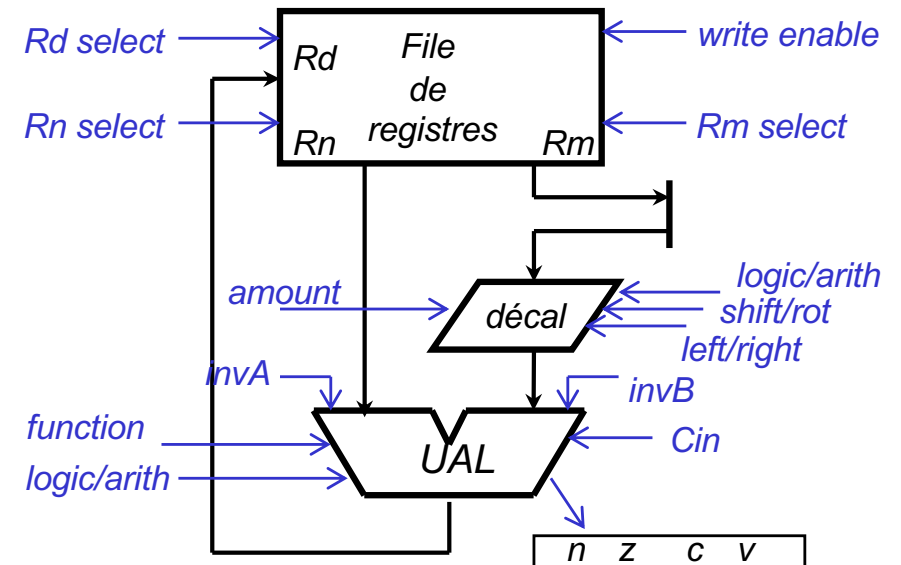 Rd select
File
write enable
Rd
de
Rn select
registres
Rm select
Rn
Rm
logic/arith
amount
décal
shift/rot
left/right
invA
invB
function
UAL
Cin
logic/arith
n z c v